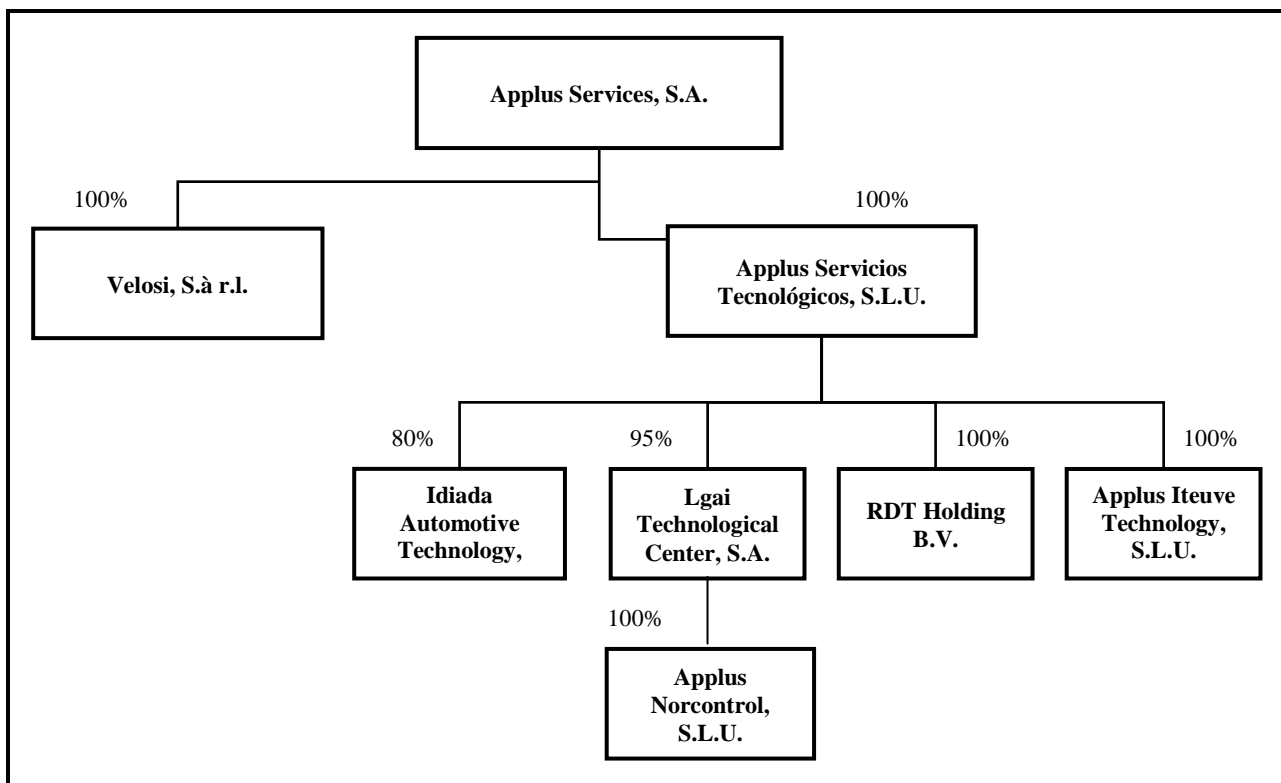 Applus Services, S.A.
100%
100%
Velosi, S.à r.l.
Applus Servicios
Tecnológicos, S.L.U.
80%
95%
100%
100%
Idiada
Automotive
Technology,
Lgai
Technological
Center, S.A.
RDT Holding
B.V.
Applus Iteuve
Technology,
S.L.U.
100%
Applus
Norcontrol,
S.L.U.